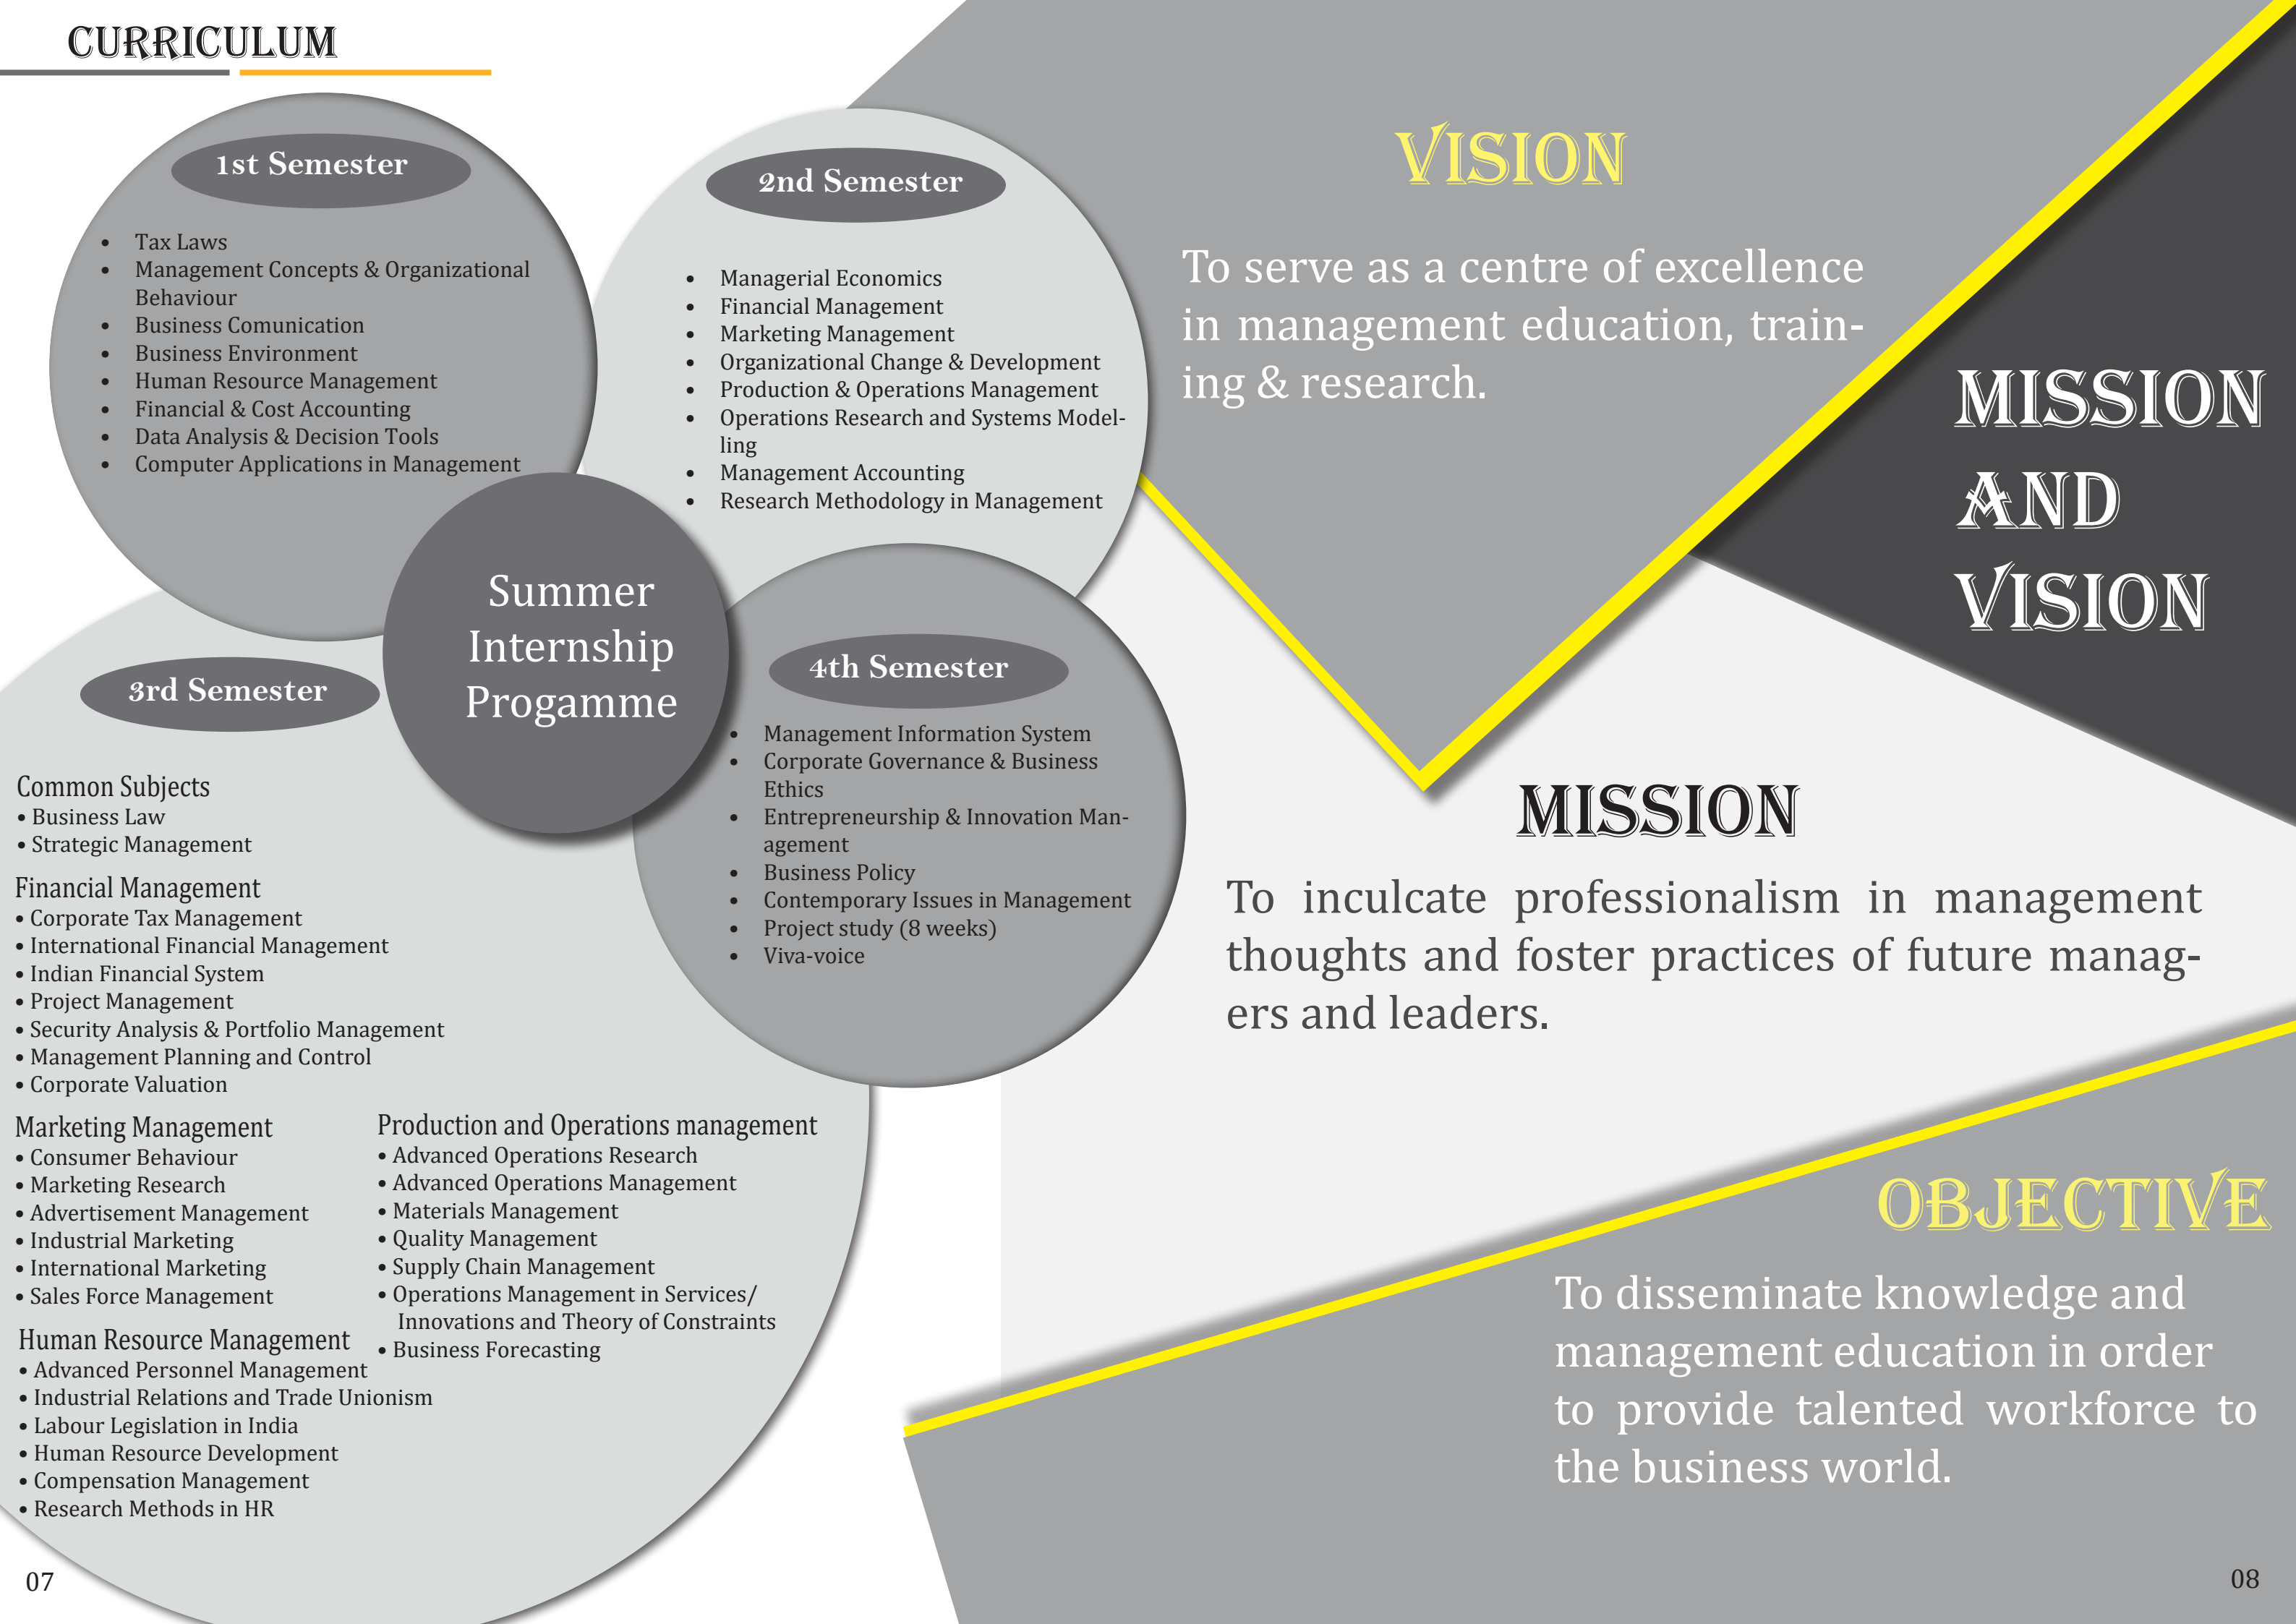 CURRICULUM
1st Semester
• Tax Laws
• Management Concepts & Organizational
Behaviour
• Business Comunication
• Business Environment
• Human Resource Management
• Financial & Cost Accounting
• Data Analysis & Decision Tools
• Computer Applications in Management
2nd Semester
• Managerial Economics
• Financial Management
• Marketing Management
• Organizational Change & Development
• Production & Operations Management
• Operations Research and Systems Model-
ling
• Management Accounting
• Research Methodology in Management
Summer
Internship
Progamme
3rd Semester
Common Subjects
• Business Law
• Strategic Management
Financial Management
• Corporate Tax Management
• International Financial Management
• Indian Financial System
• Project Management
• Security Analysis & Portfolio Management
• Management Planning and Control
• Corporate Valuation
Marketing Management
• Consumer Behaviour
• Marketing Research
• Advertisement Management
• Industrial Marketing
• International Marketing
• Sales Force Management
Human Resource Management
• Advanced Personnel Management
• Industrial Relations and Trade Unionism
• Labour Legislation in India
• Human Resource Development
• Compensation Management
• Research Methods in HR
Production and Operations management
• Advanced Operations Research
• Advanced Operations Management
• Materials Management
• Quality Management
• Supply Chain Management
• Operations Management in Services/
Innovations and Theory of Constraints
• Business Forecasting
4th Semester
• Management Information System
• Corporate Governance & Business
Ethics
• Entrepreneurship & Innovation Man-
agement
• Business Policy
• Contemporary Issues in Management
• Project study (8 weeks)
• Viva-voice
07
VISION
To serve as a centre of excellence
in management education, train-
ing & research.
MISSION
AND
VISION
MISSION
To inculcate professionalism in management
thoughts and foster practices of future manag-
ers and leaders.
OBJECTIVE
To disseminate knowledge and
management education in order
to provide talented workforce to
the business world.
08